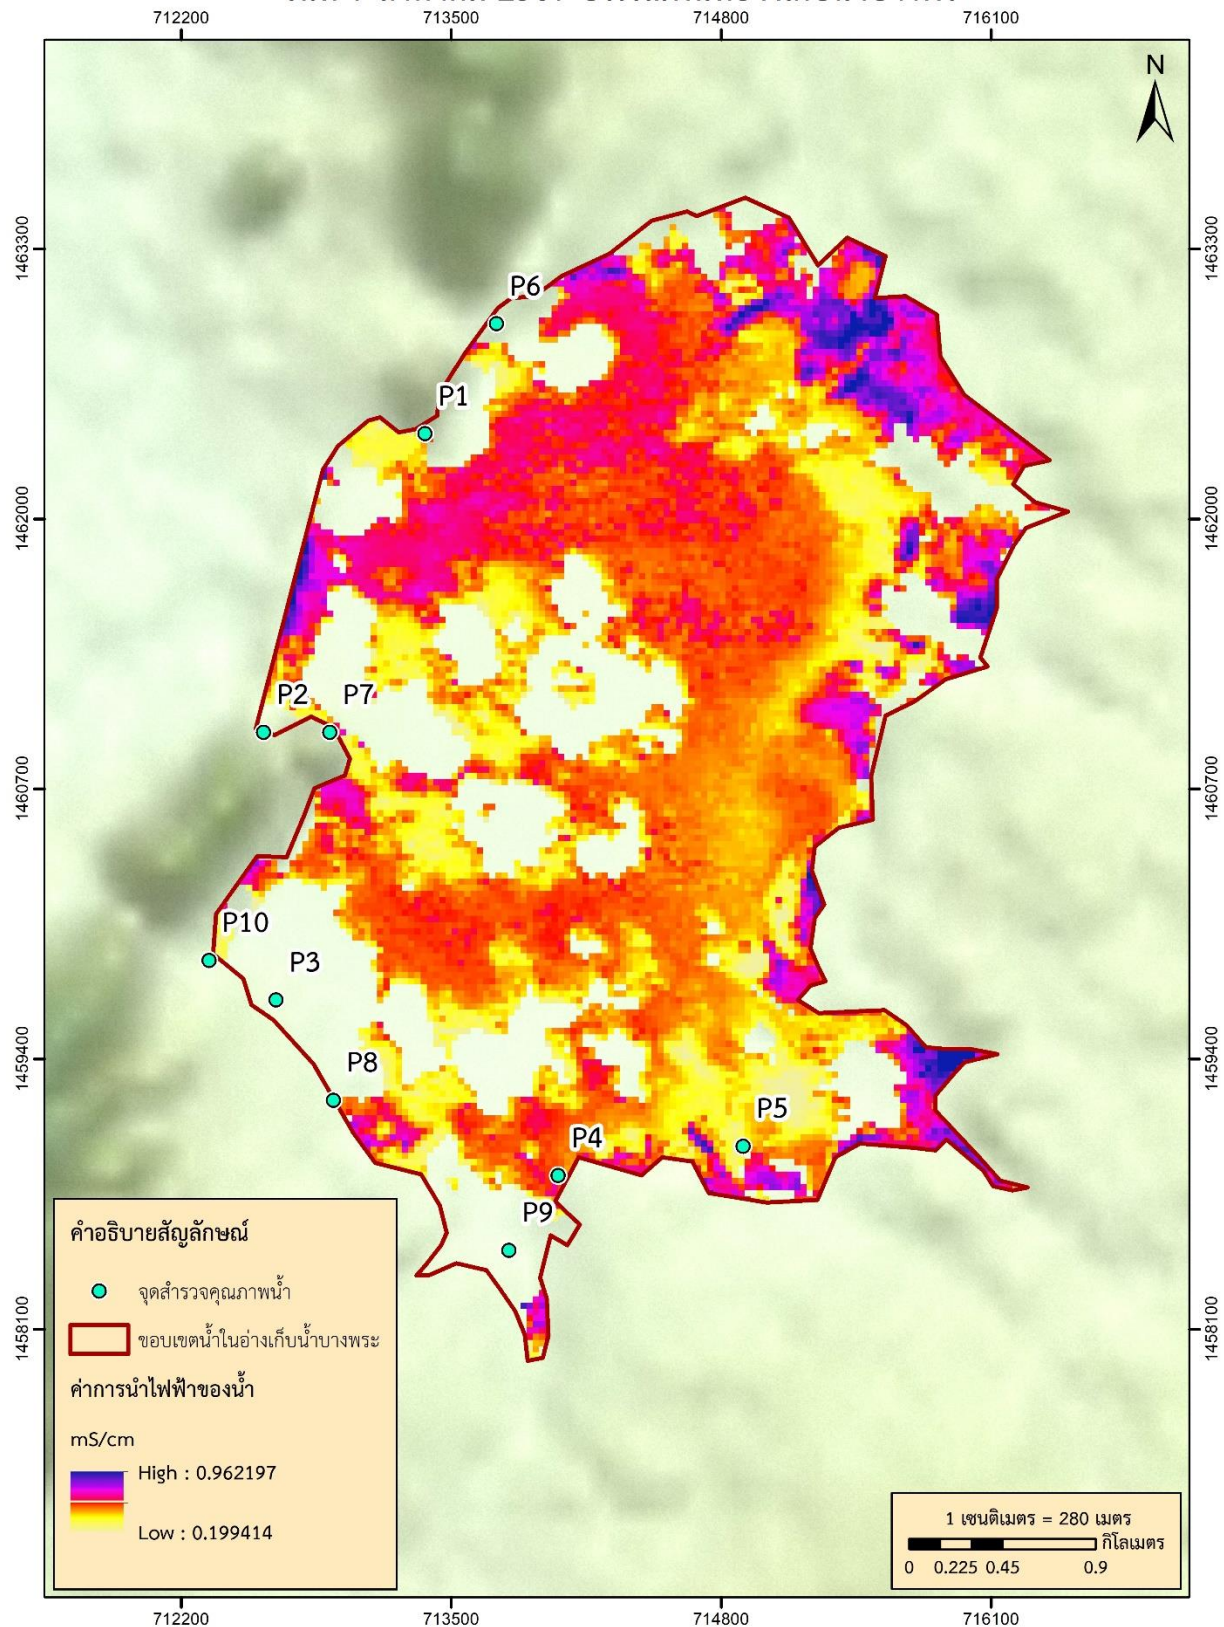 712200 713500 714800 716100
N
1463300 1463300
P6
P1
1462000 1462000
P2 P7
1460700 1460700
P10
P3
1459400 1459400
P8
P5
P4
P9
คำอธิบายสัญลักษณ์
จุดสำรวจคุณภาพน้ำ
ขอบเขตน้ำในอ่างเก็บน้ำบางพระ
1458100 1458100
ค่าการนำไฟฟ้าของน้ำ
mS/cm
High : 0.962197
Low : 0.199414
1 เซนติเมตร = 280 เมตร
กิโลเมตร
0 0.225 0.45 0.9
712200 713500 714800 716100